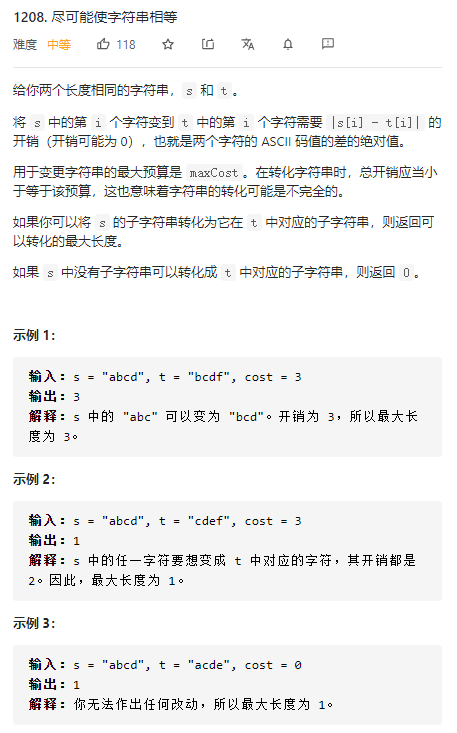 1208. 尽可能使字符串相等
难度 中等 118
给你两个长度相同的字符串，s 和 t 。
将 s 中的第 i 个字符变到 t 中的第 i 个字符需要 |s[i] - t[i]| 的
开销（开销可能为 0），也就是两个字符的 ASCII 码值的差的绝对值。
用于变更字符串的最大预算是 maxCost。在转化字符串时，总开销应当小
于等于该预算，这也意味着字符串的转化可能是不完全的。
如果你可以将 s 的子字符串转化为它在 t 中对应的子字符串，则返回可
以转化的最大长度。
如果 s 中没有子字符串可以转化成 t 中对应的子字符串，则返回 0 。
示例 1：
输入：s = "abcd", t = "bcdf", cost = 3
输出：3
解释：s 中的 "abc" 可以变为 "bcd"。开销为 3，所以最大长
度为 3。
示例 2：
输入：s = "abcd", t = "cdef", cost = 3
输出：1
解释：s 中的任一字符要想变成 t 中对应的字符，其开销都是
2。因此，最大长度为 1。
示例 3：
输入：s = "abcd", t = "acde", cost = 0
输出：1
解释：你无法作出任何改动，所以最大长度为 1。